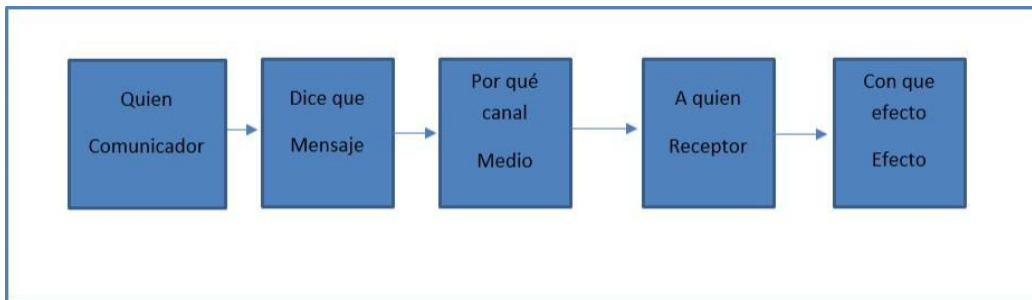 Quien
Comunicador
Dice que
Mensaje
Por qué
canal
Medio
A quien
Receptor
Con que
efecto
Efecto